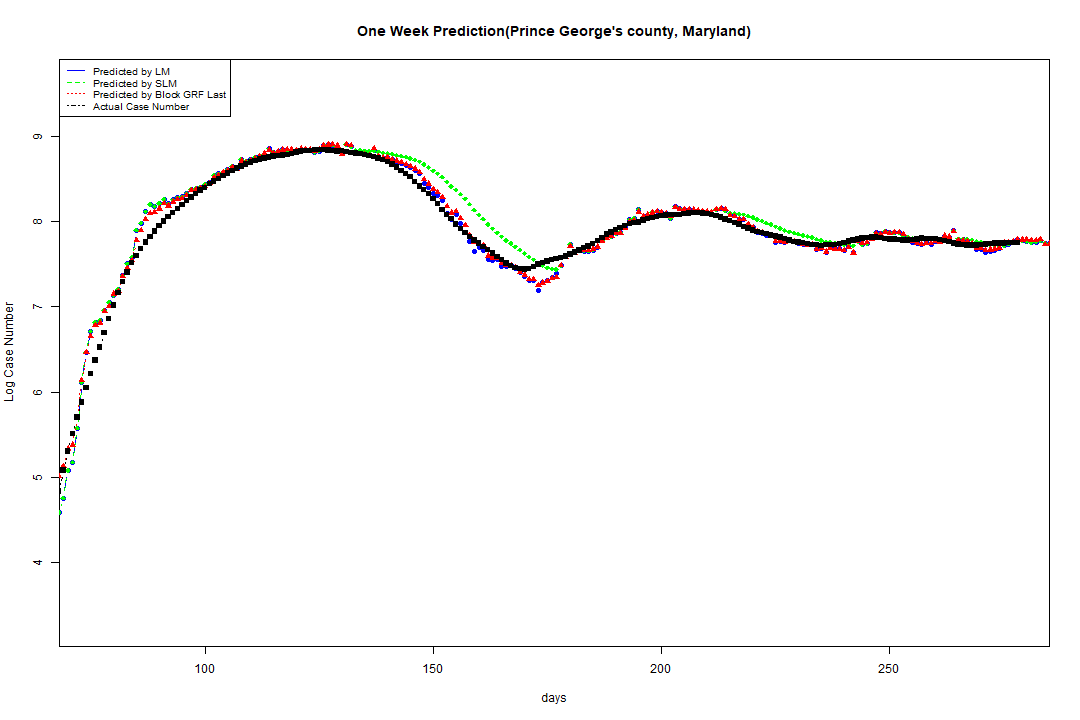 One Week Prediction(Prince George's county, Maryland)
Predicted by LM
Predicted by SLM
Predicted by Block GRF Last
Actual Case Number
9
8
7
6
5
4
Log Case Number
100 150 200 250
days